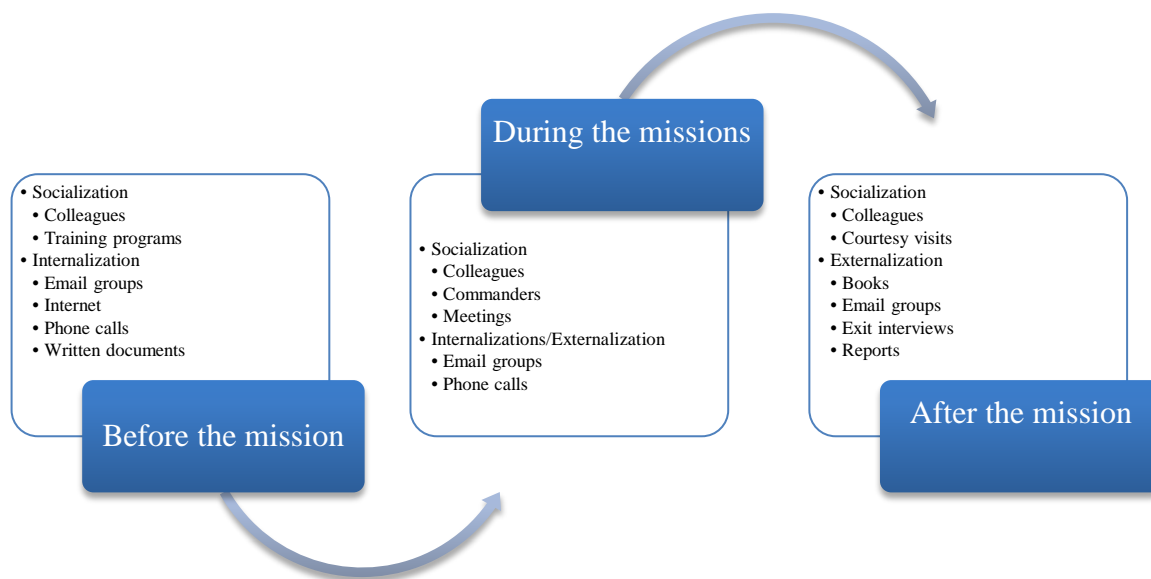 • Socialization
• Colleagues
• Training programs
• Internalization
• Email groups
• Internet
• Phone calls
• Written documents
Before the mission
During the missions
• Socialization
• Colleagues
• Commanders
• Meetings
• Internalizations/Externalization
• Email groups
• Phone calls
• Socialization
• Colleagues
• Courtesy visits
• Externalization
• Books
• Email groups
• Exit interviews
• Reports
After the mission